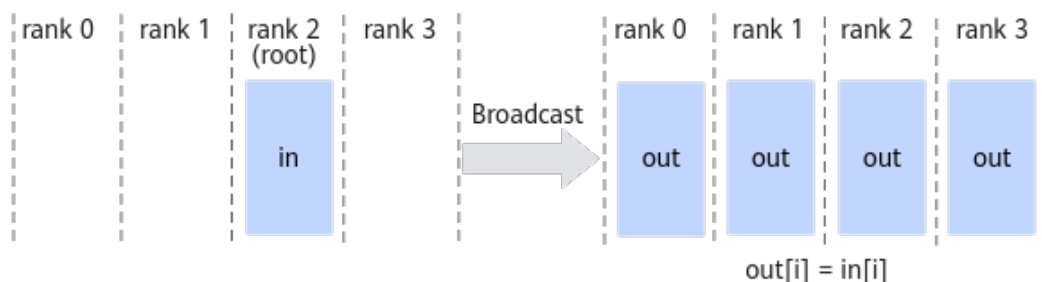 rank 0 rank 1 rank 2 rank 3 rank 0 rank 1 rank 2 rank 3
(root)
Broadcast
in out out out out
out[i] = in[i]